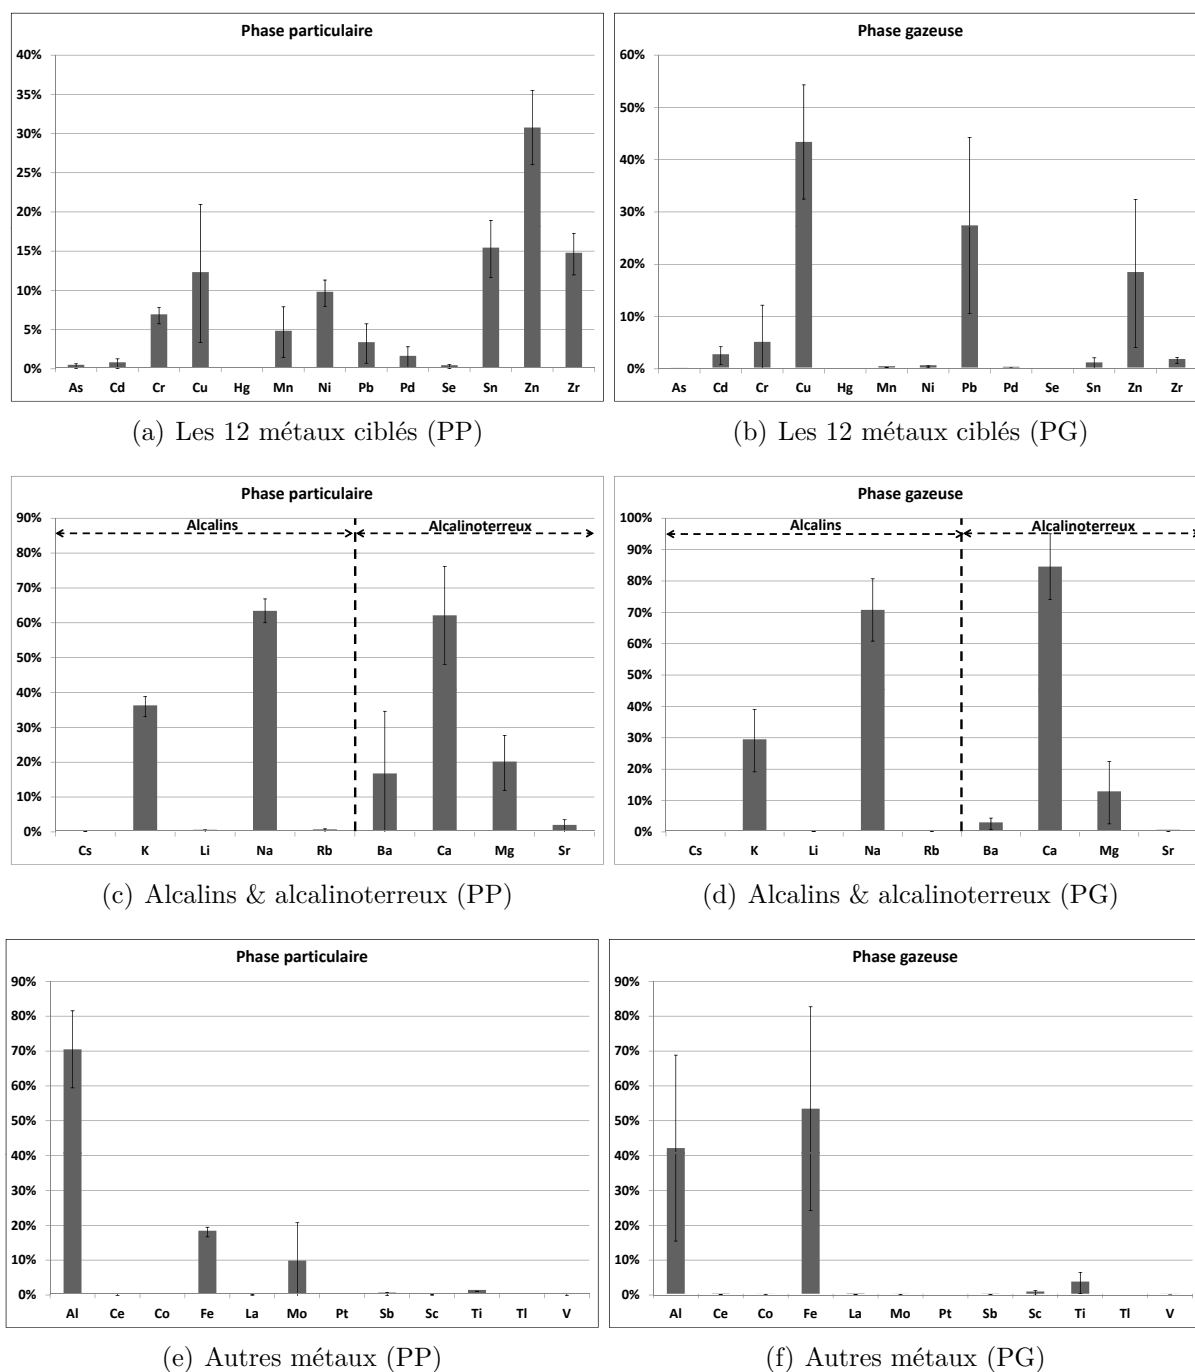 Phase particulaire
40%
35%
30%
25%
20%
15%
10%
5%
0%
As Cd Cr Cu Hg Mn Ni Pb Pd Se Sn Zn Zr
(a) Les 12 métaux ciblés (PP)
Phase gazeuse
60%
50%
40%
30%
20%
10%
0%
As Cd Cr Cu Hg Mn Ni Pb Pd Se Sn Zn Zr
(b) Les 12 métaux ciblés (PG)
Phase particulaire
90%
Alcalins Alcalinoterreux
80%
70%
60%
50%
40%
30%
20%
10%
0%
Cs K Li Na Rb Ba Ca Mg Sr
(c) Alcalins & alcalinoterreux (PP)
Phase gazeuse
100%
Alcalins Alcalinoterreux
90%
80%
70%
60%
50%
40%
30%
20%
10%
0%
Cs K Li Na Rb Ba Ca Mg Sr
(d) Alcalins & alcalinoterreux (PG)
Phase particulaire
90%
80%
70%
60%
50%
40%
30%
20%
10%
0%
Al Ce Co Fe La Mo Pt Sb Sc Ti Tl V
(e) Autres métaux (PP)
Phase gazeuse
90%
80%
70%
60%
50%
40%
30%
20%
10%
0%
Al Ce Co Fe La Mo Pt Sb Sc Ti Tl V
(f) Autres métaux (PG)